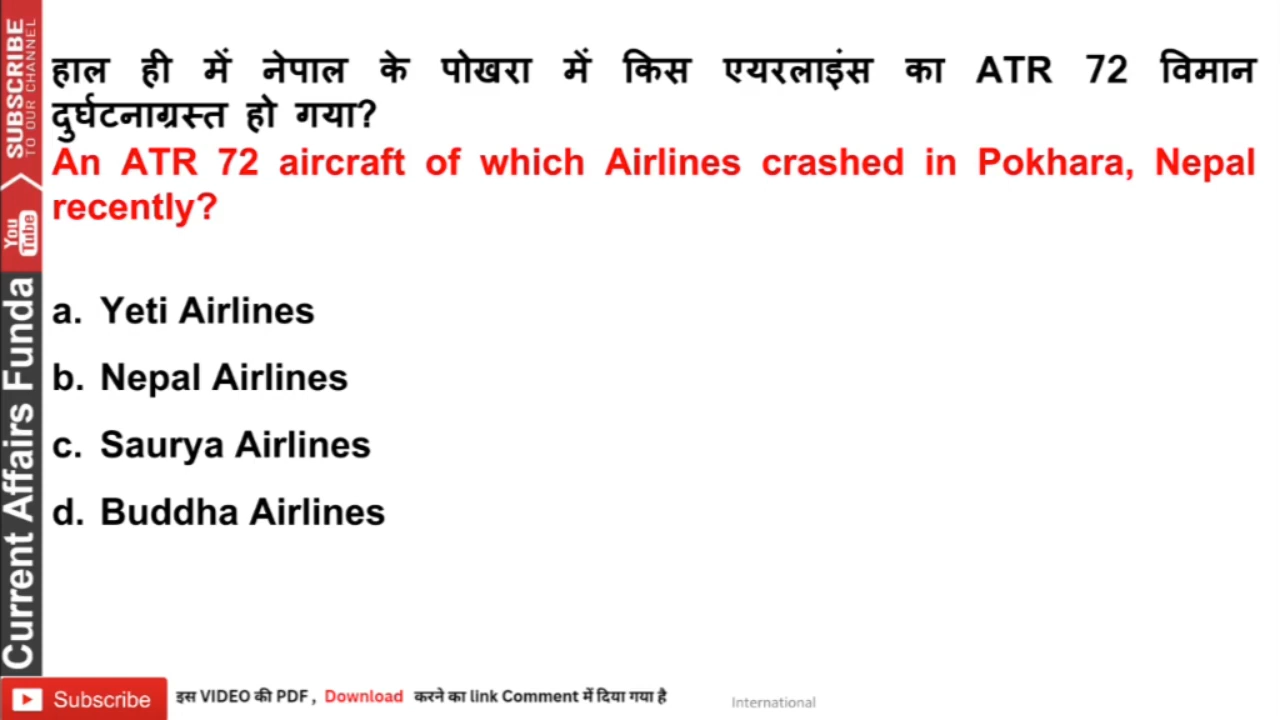 हाल ही में नेपाल के पोखरा में किस एयरलाइंस का ATR 72 विमान
दुर्घटनाग्रस्त हो गया?
An ATR 72 aircraft of which Airlines crashed in Pokhara, Nepal
recently?
a. Yeti Airlines
b. Nepal Airlines
c. Saurya Airlines
d. Buddha Airlines
SUBSCRIBE
TO OUR CHANNEL
You
Tube
Current Affairs Funda
Subscribe
इस VIDEO की PDF , Download करने का link Comment में दिया गया है
International